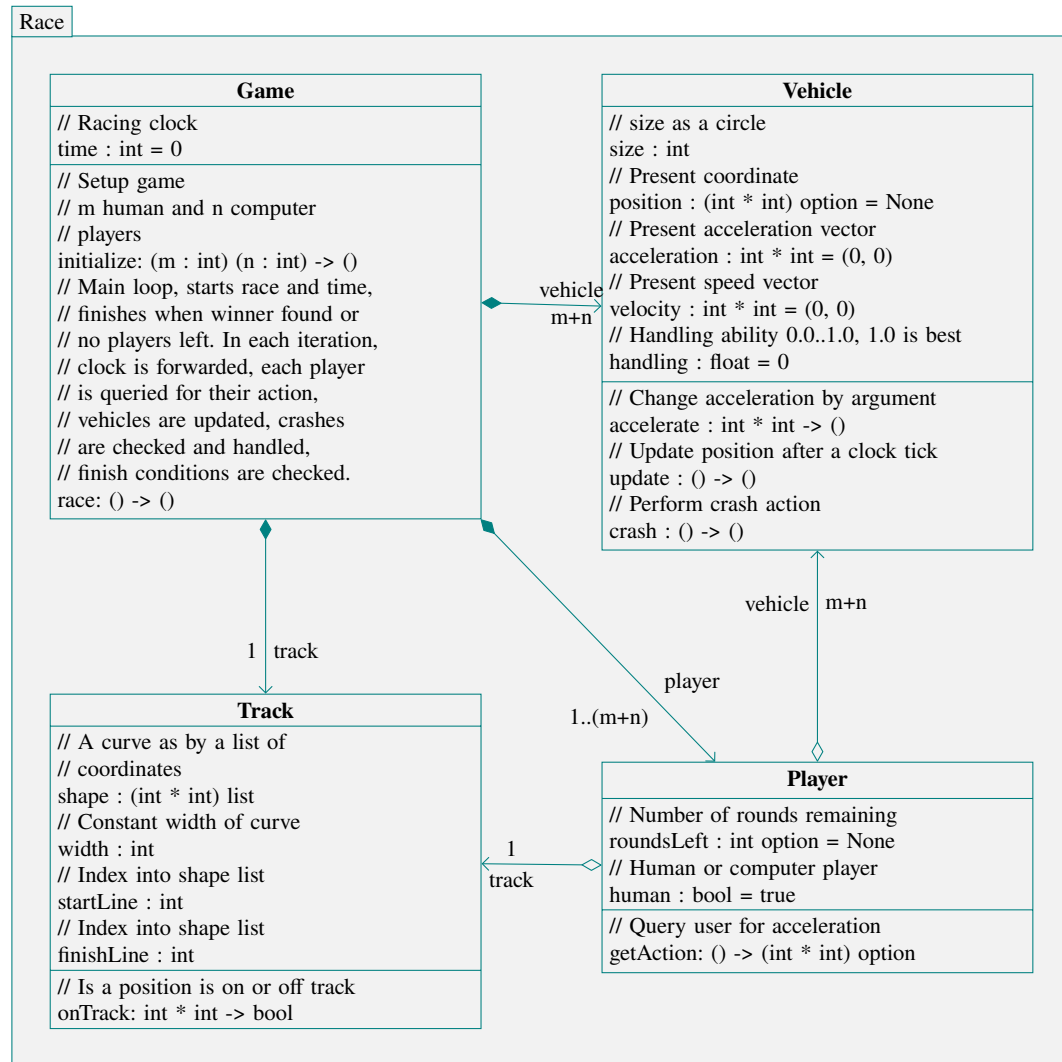 Race
Game
// Racing clock
time : int = 0
// Setup game
// m human and n computer
// players
initialize: (m : int) (n : int) -> ()
// Main loop, starts race and time,
// finishes when winner found or
// no players left. In each iteration,
// clock is forwarded, each player
// is queried for their action,
// vehicles are updated, crashes
// are checked and handled,
// finish conditions are checked.
race: () -> ()
vehicle
m+n
Vehicle
// size as a circle
size : int
// Present coordinate
position : (int * int) option = None
// Present acceleration vector
acceleration : int * int = (0, 0)
// Present speed vector
velocity : int * int = (0, 0)
// Handling ability 0.0..1.0, 1.0 is best
handling : float = 0
// Change acceleration by argument
accelerate : int * int -> ()
// Update position after a clock tick
update : () -> ()
// Perform crash action
crash : () -> ()
vehicle m+n
1 track
player
1..(m+n)
Track
// A curve as by a list of
// coordinates
shape : (int * int) list
// Constant width of curve
width : int
// Index into shape list
startLine : int
// Index into shape list
finishLine : int
// Is a position is on or off track
onTrack: int * int -> bool
1
track
Player
// Number of rounds remaining
roundsLeft : int option = None
// Human or computer player
human : bool = true
// Query user for acceleration
getAction: () -> (int * int) option